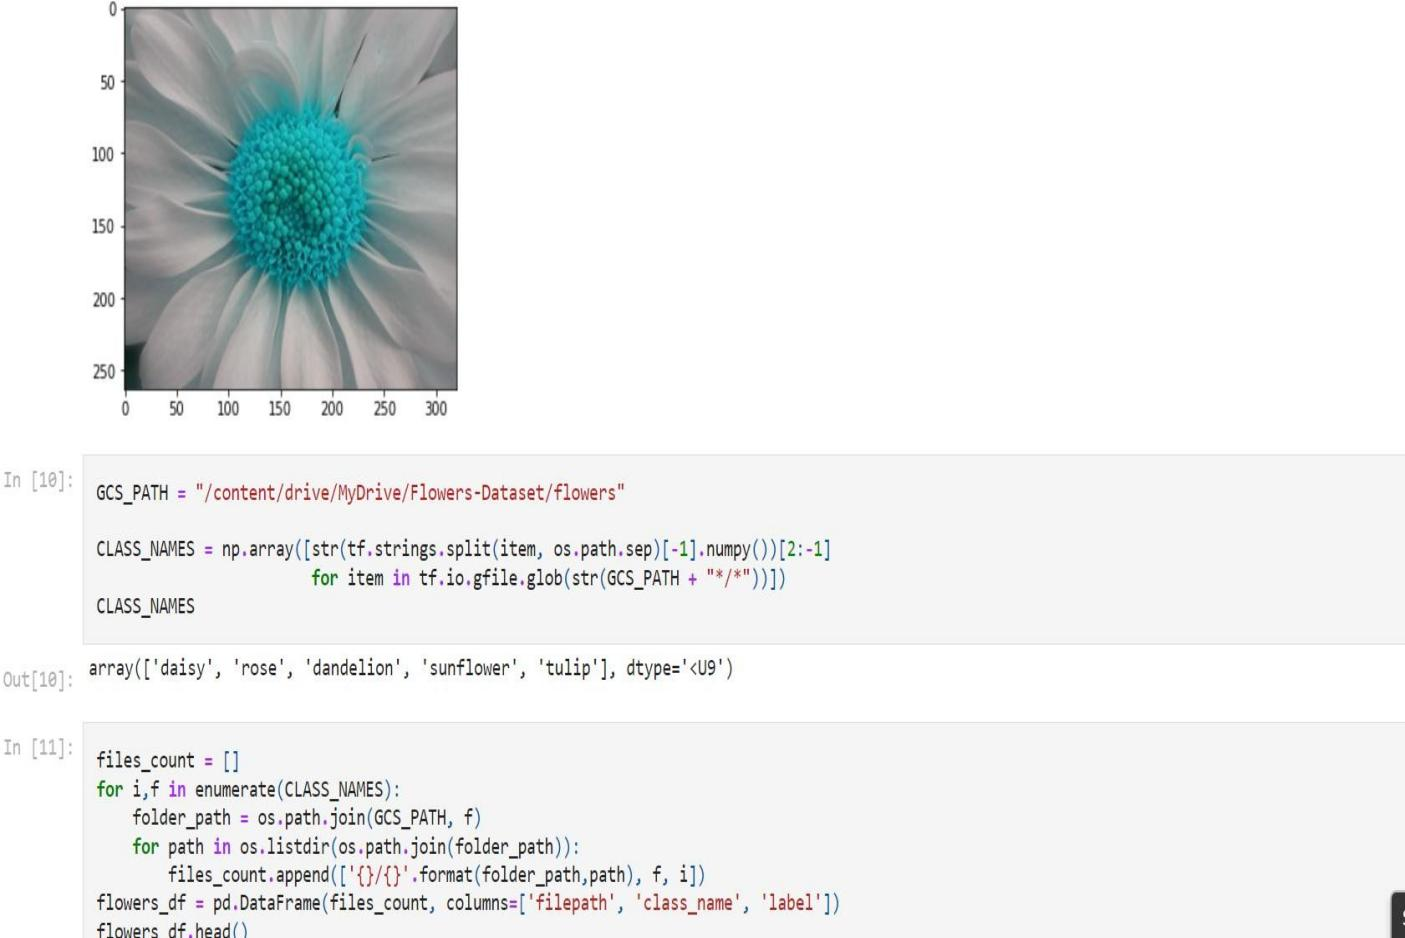 0
50
100
150
200
250
0 50 100 150 200 250 300
In [10]:
GCS_PATH = "/content/drive/MyDrive/Flowers-Dataset/flowers"
CLASS_NAMES = np.array([str(tf.strings.split(item, os.path.sep)[-1].numpy())[2:-1]
for item in tf.io.gfile.glob(str(GCS_PATH + "*/*"))])
CLASS_NAMES
Out[10]:
array(['daisy', 'rose', 'dandelion', 'sunflower', 'tulip'], dtype='<U9')
In [11]:
files_count = []
for i,f in enumerate(CLASS_NAMES):
folder_path = os.path.join(GCS_PATH, f)
for path in os.listdir(os.path.join(folder_path)):
files_count.append(['{}/{}'.format(folder_path,path), f, i])
flowers_df = pd.DataFrame(files_count, columns=['filepath', 'class_name', 'label'])
flowers_df.head()